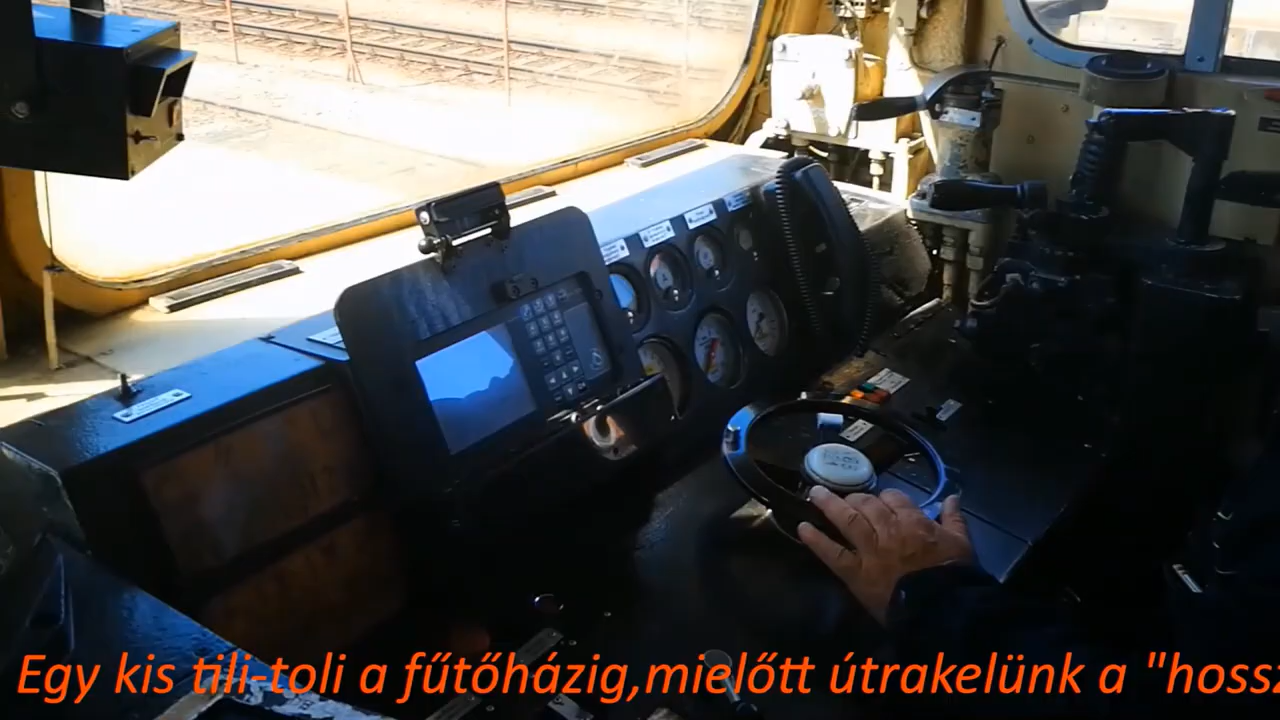 Egy kis tili-toli a fűtőházig,mielőtt útrakelünk a "hossz